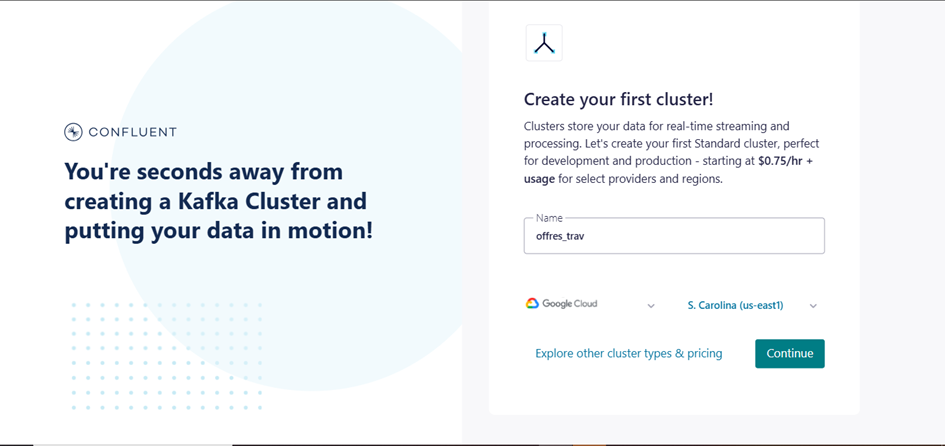 CONFLUENT
You're seconds away from
creating a Kafka Cluster and
putting your data in motion!
Create your first cluster!
Clusters store your data for real-time streaming and
processing. Let's create your first Standard cluster, perfect
for development and production - starting at $0.75/hr +
usage for select providers and regions.
Name
offres_trav
Google Cloud
S. Carolina (us-east1)
Explore other cluster types & pricing
Continue